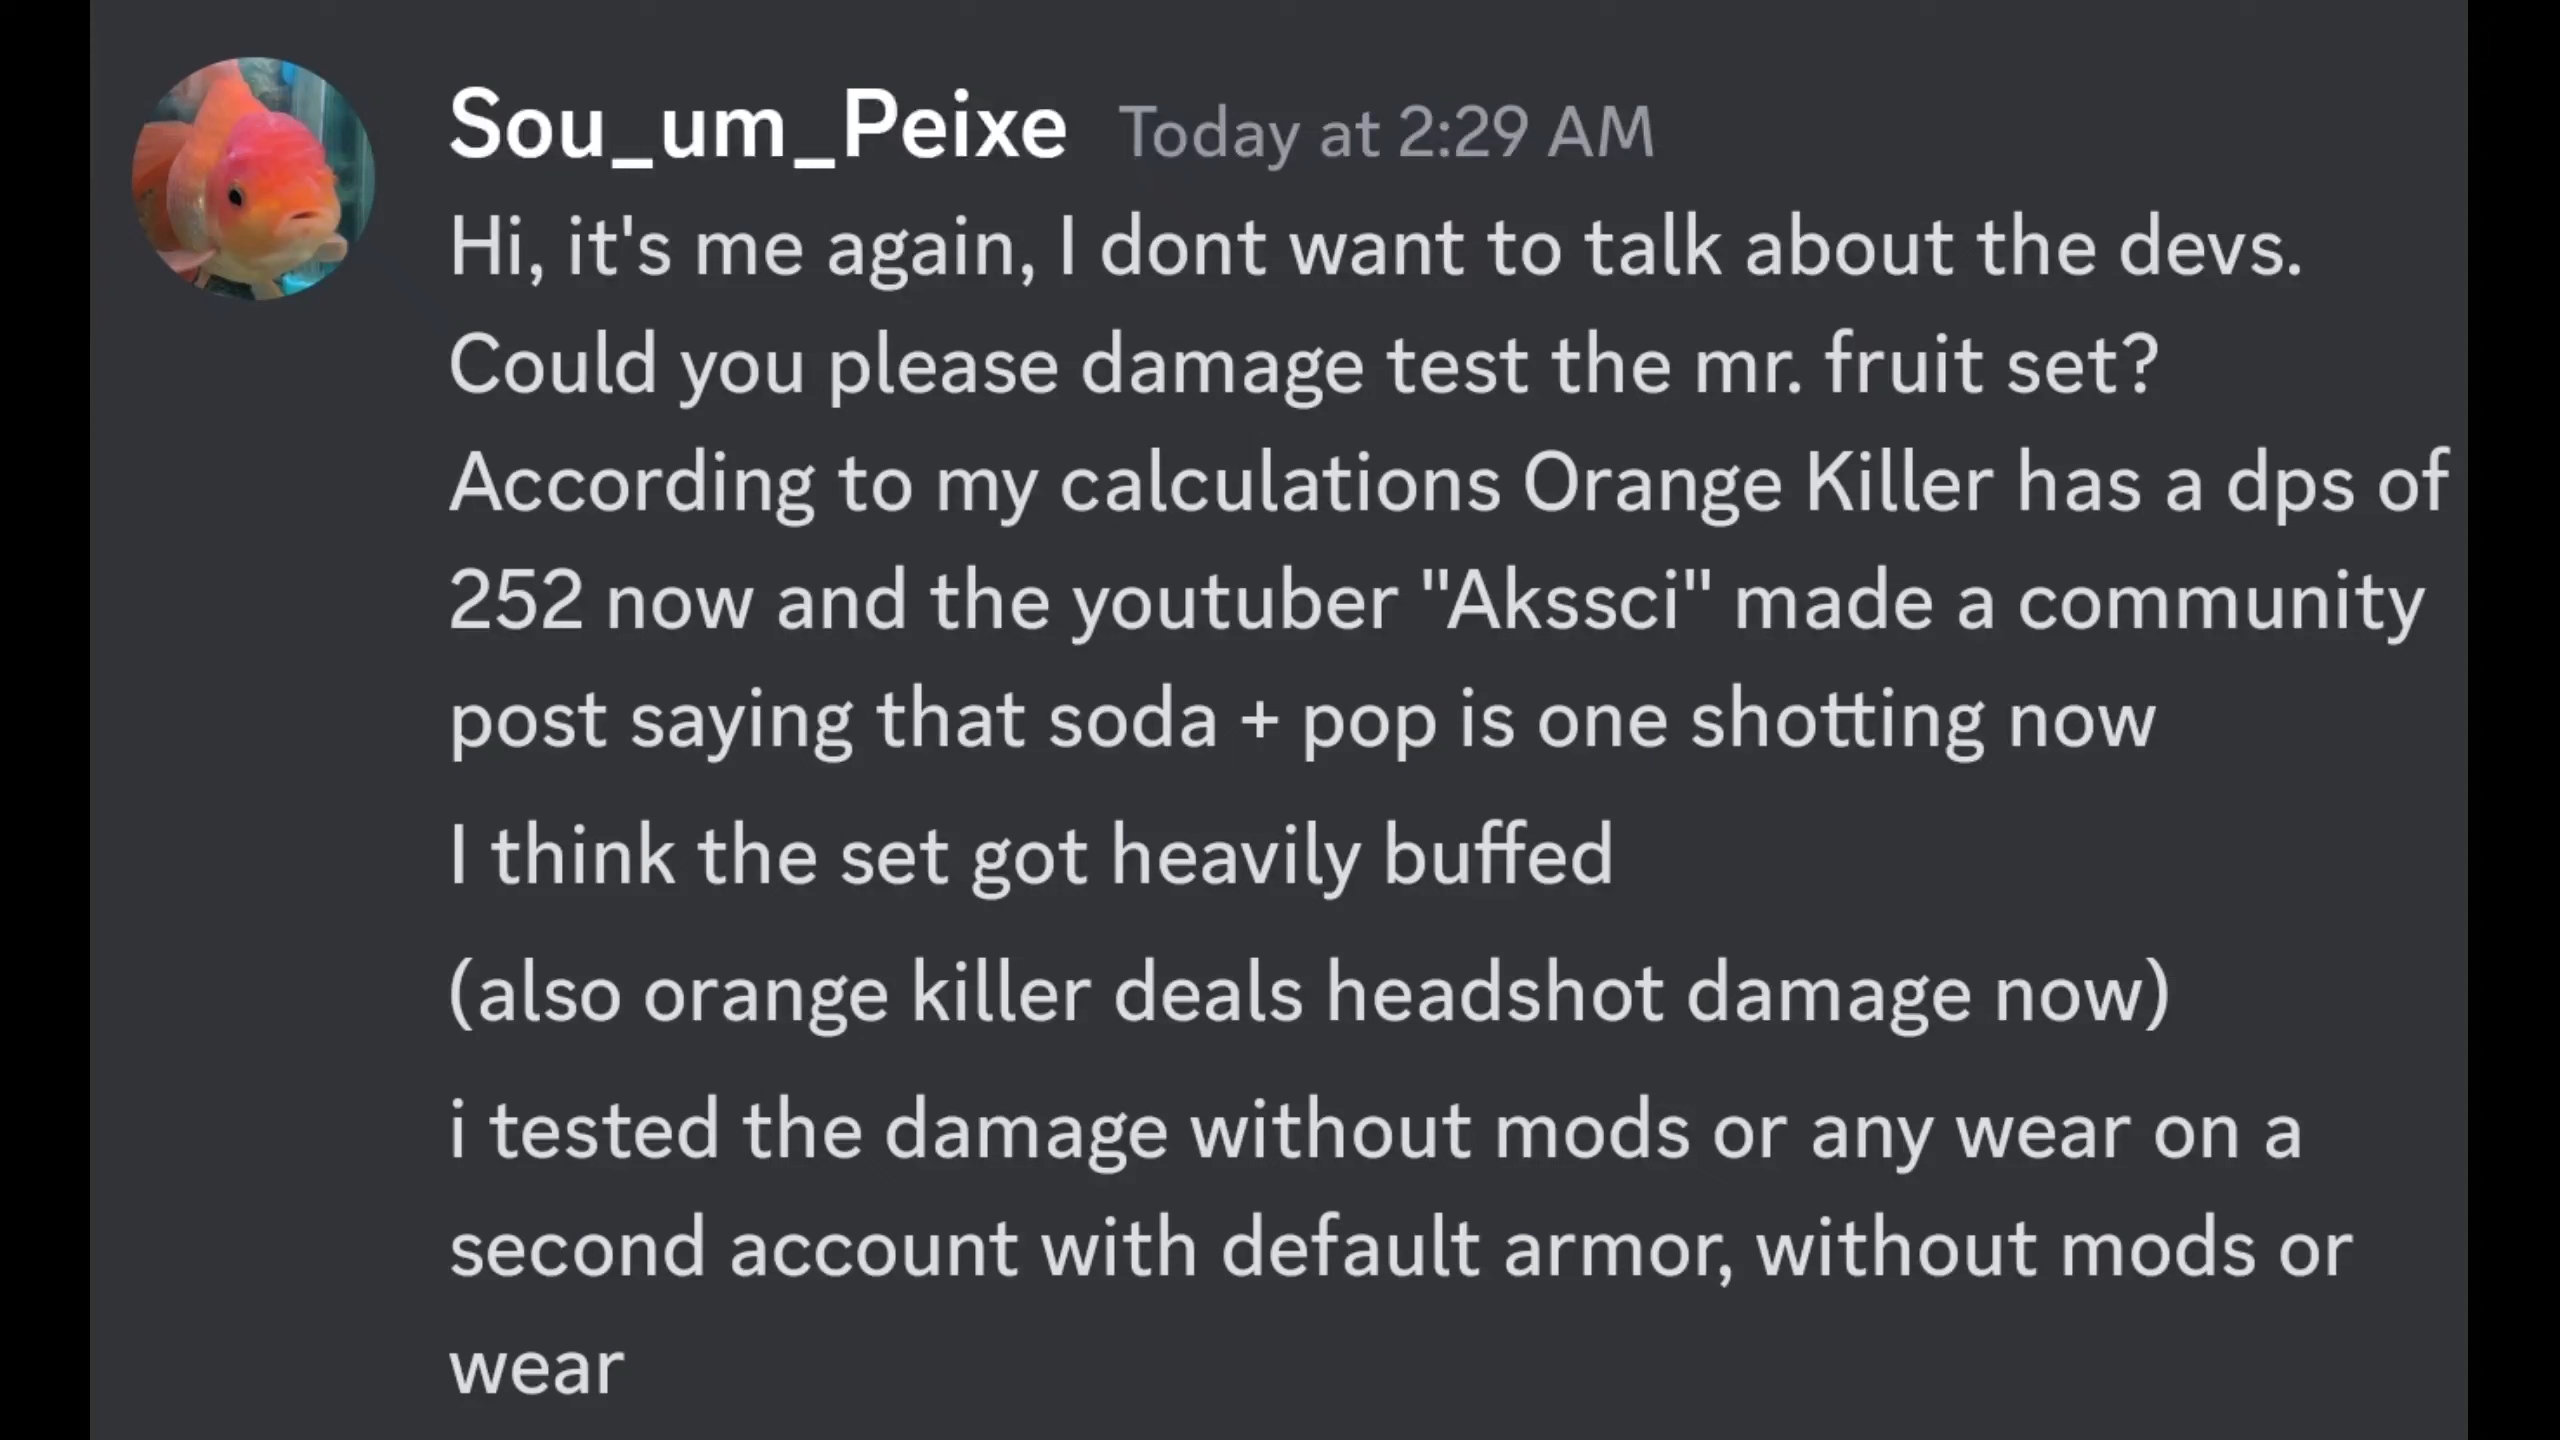 Sou_um_Peixe Today at 2:29 AM
Hi, it's me again, I dont want to talk about the devs.
Could you please damage test the mr. fruit set?
According to my calculations Orange Killer has a dps of
252 now and the youtuber "Akssci" made a community
post saying that soda + pop is one shotting now
I think the set got heavily buffed
(also orange killer deals headshot damage now)
i tested the damage without mods or any wear on a
second account with default armor, without mods or
wear